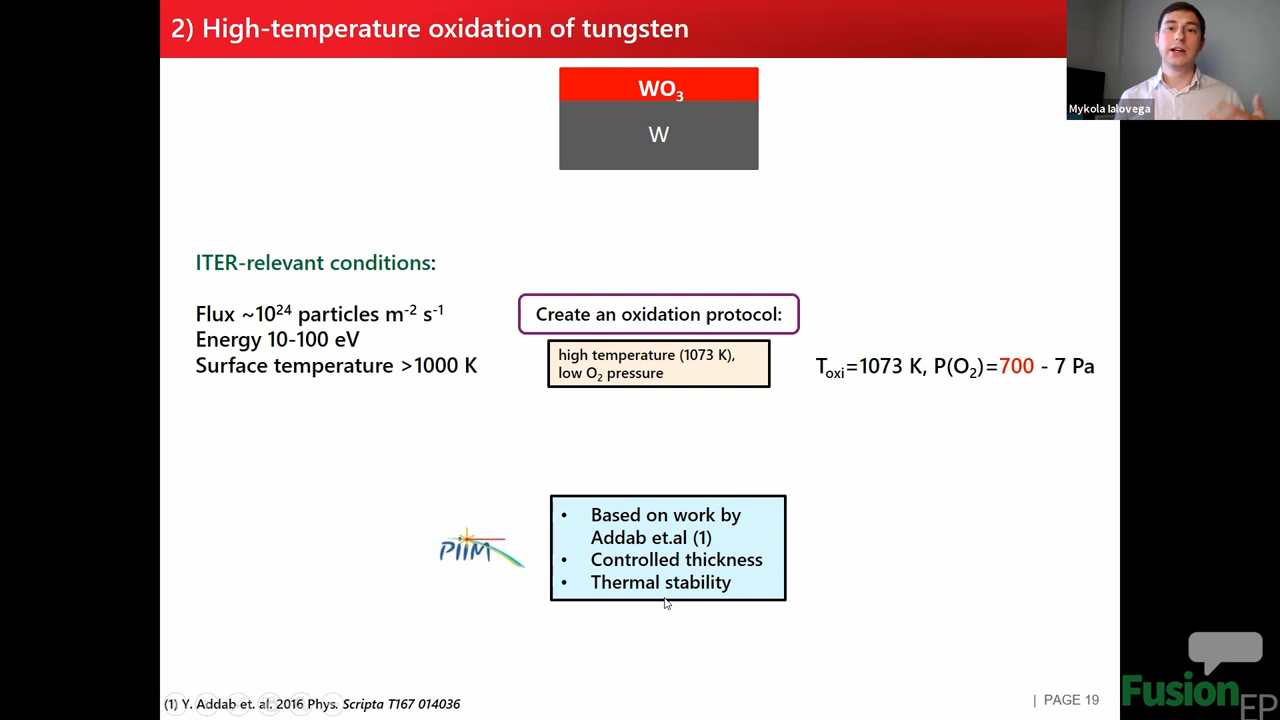 2) High-temperature oxidation of tungsten
Mykola Ialovega
WO₃
W
ITER-relevant conditions:
Flux ~10²⁴ particles m⁻² s⁻¹
Energy 10-100 eV
Surface temperature >1000 K
Create an oxidation protocol:
high temperature (1073 K),
low O₂ pressure
Tₒₓᵢ=1073 K, P(O₂)=700 - 7 Pa
PIIM
• Based on work by
Addab et.al (1)
• Controlled thickness
• Thermal stability
(1) Y. Addab et. al. 2016 Phys. Scripta T167 014036
| PAGE 19
FusionEP